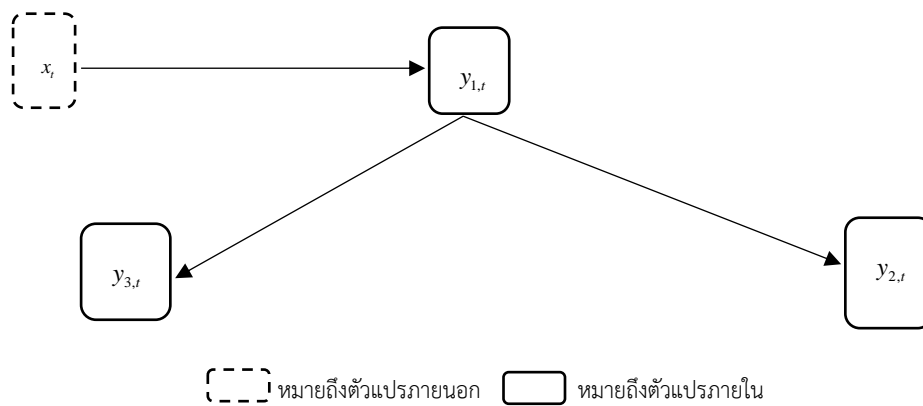 x_t
y_{1,t}
y_{3,t}
y_{2,t}
หมายถึงตัวแปรภายนอก หมายถึงตัวแปรภายใน